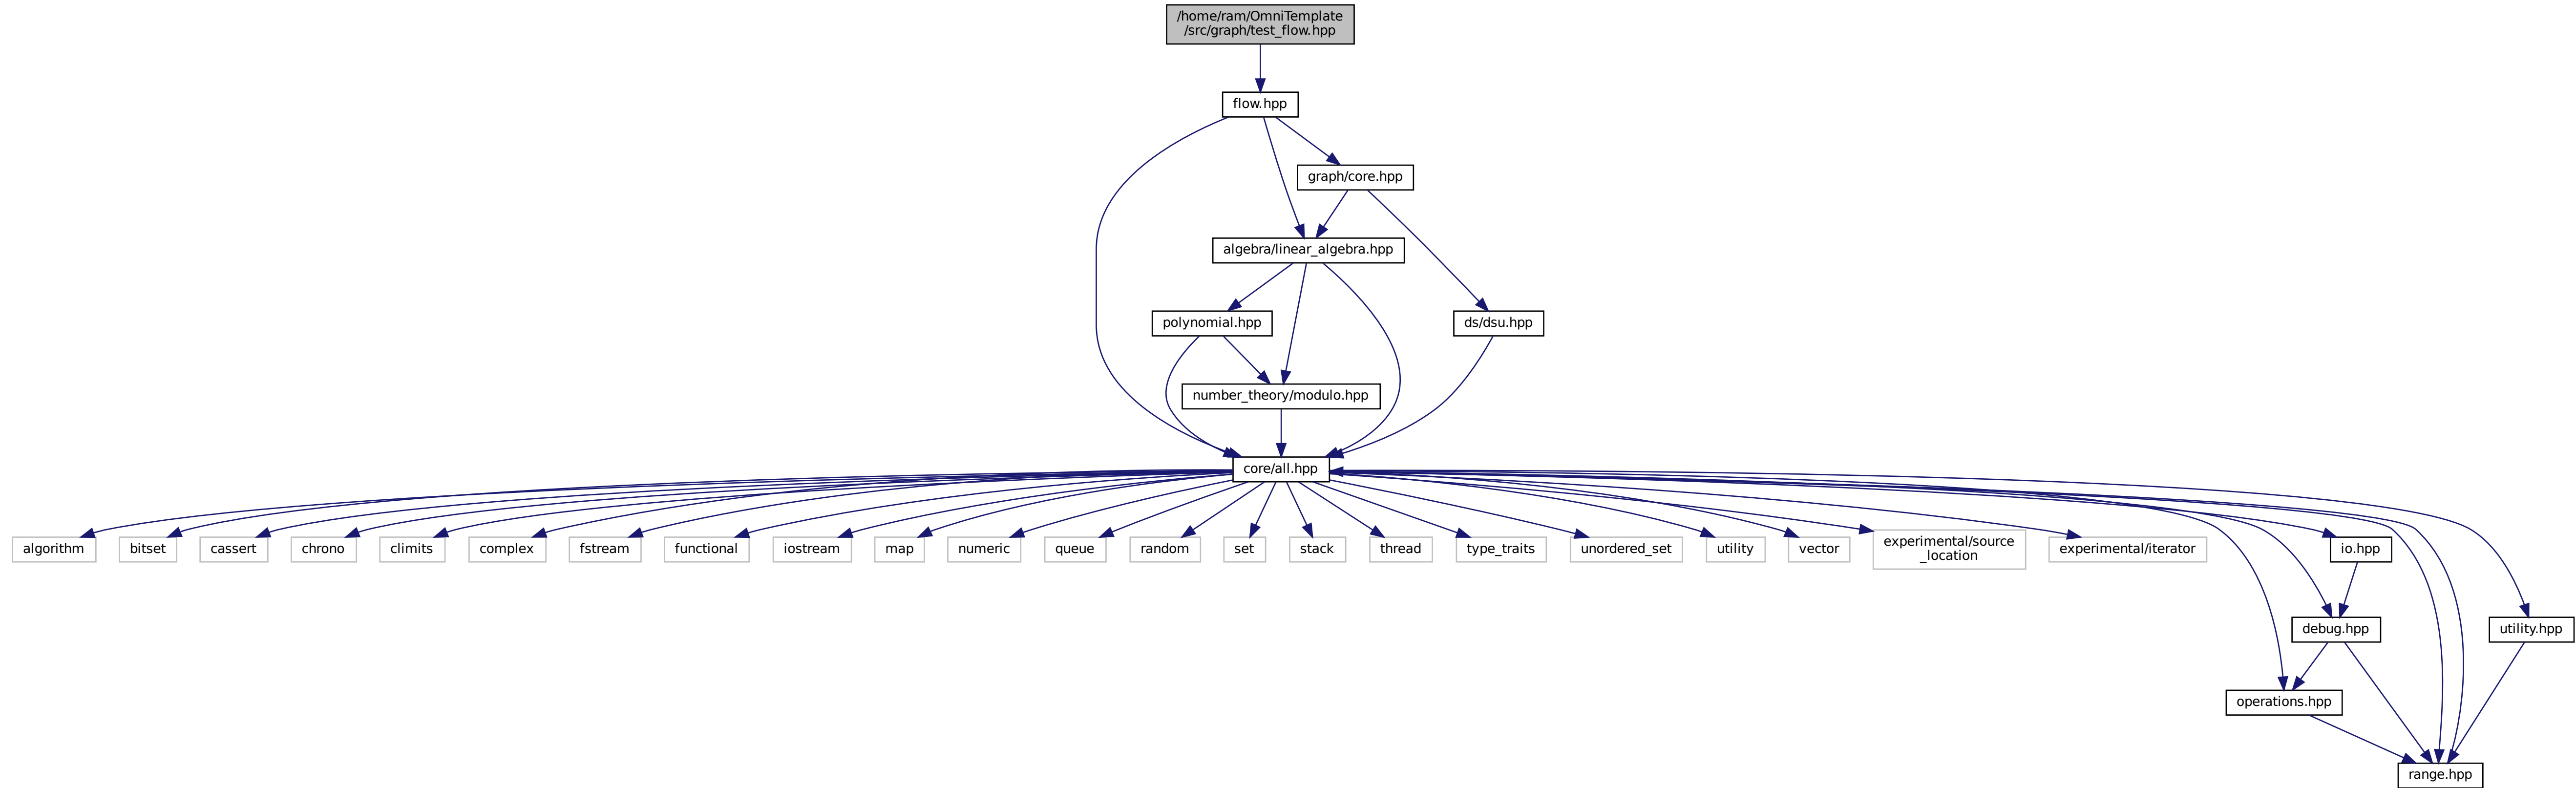 /home/ram/OmniTemplate
/src/graph/test_flow.hpp
flow.hpp
graph/core.hpp
algebra/linear_algebra.hpp
polynomial.hpp
ds/dsu.hpp
number_theory/modulo.hpp
core/all.hpp
algorithm
bitset
cassert
chrono
climits
complex
fstream
functional
iostream
map
numeric
queue
random
set
stack
thread
type_traits
unordered_set
utility
vector
experimental/source
_location
experimental/iterator
io.hpp
debug.hpp
utility.hpp
operations.hpp
range.hpp